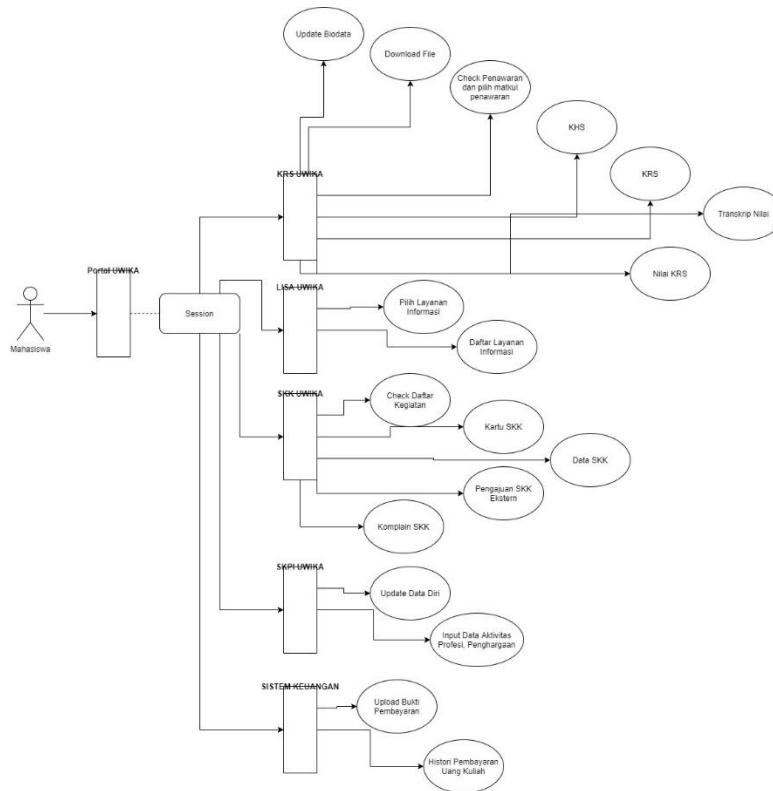 Update Biodata
Download File
Check Penawaran
dan pilih matkul
penawaran
KHS
KRS UWIKA
KRS
Transkrip Nilai
Portal UWIKA
Nilai KRS
LISA UWIKA
Mahasiswa
Session
Pilih Layanan
Informasi
Daftar Layanan
Informasi
SKK UWIKA
Check Daftar
Kegiatan
Kartu SKK
Data SKK
Pengajuan SKK
Ekstern
Komplain SKK
SKPI UWIKA
Update Data Diri
Input Data Aktivitas
Profesi, Penghargaan
SISTEM KEUANGAN
Upload Bukti
Pembayaran
Histori Pembayaran
Uang Kuliah